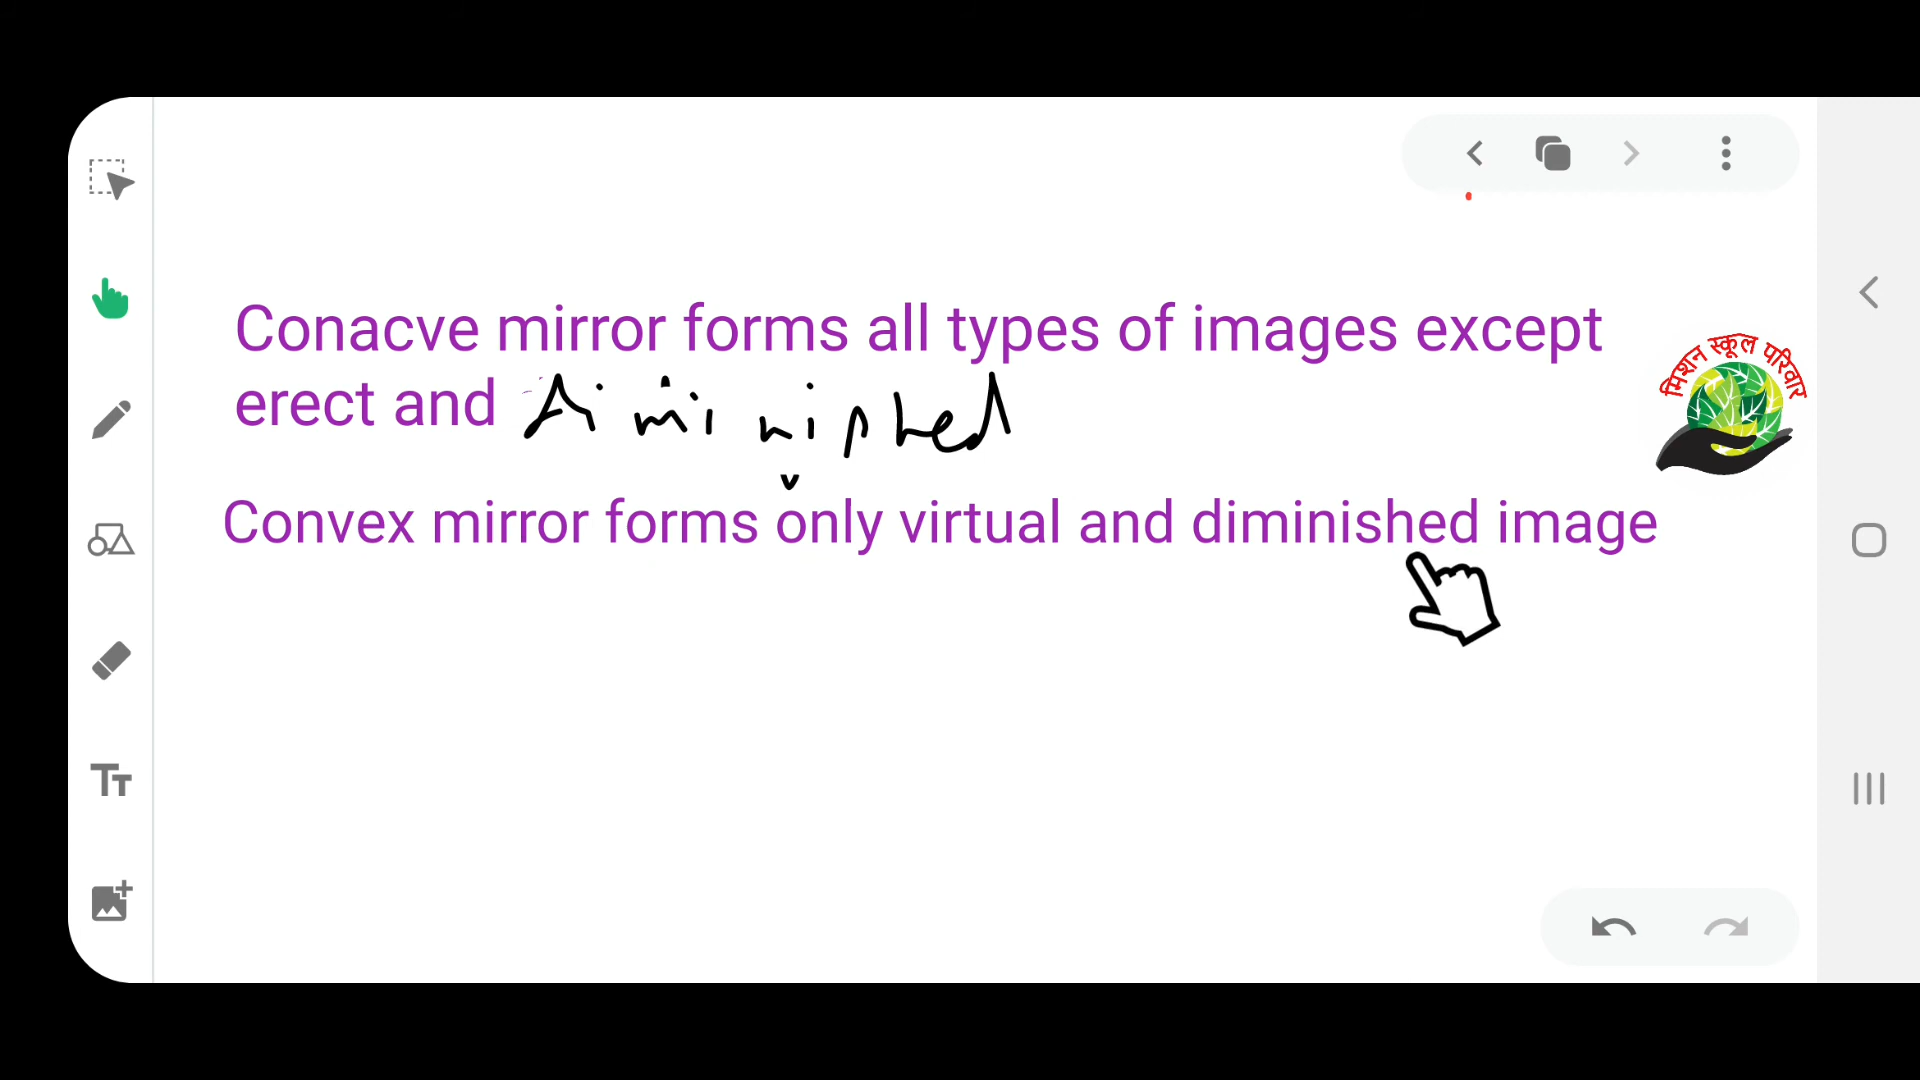 Conacve mirror forms all types of images except
erect and diminished
Convex mirror forms only virtual and diminished image
मिशन स्कूल परिवार
Tт